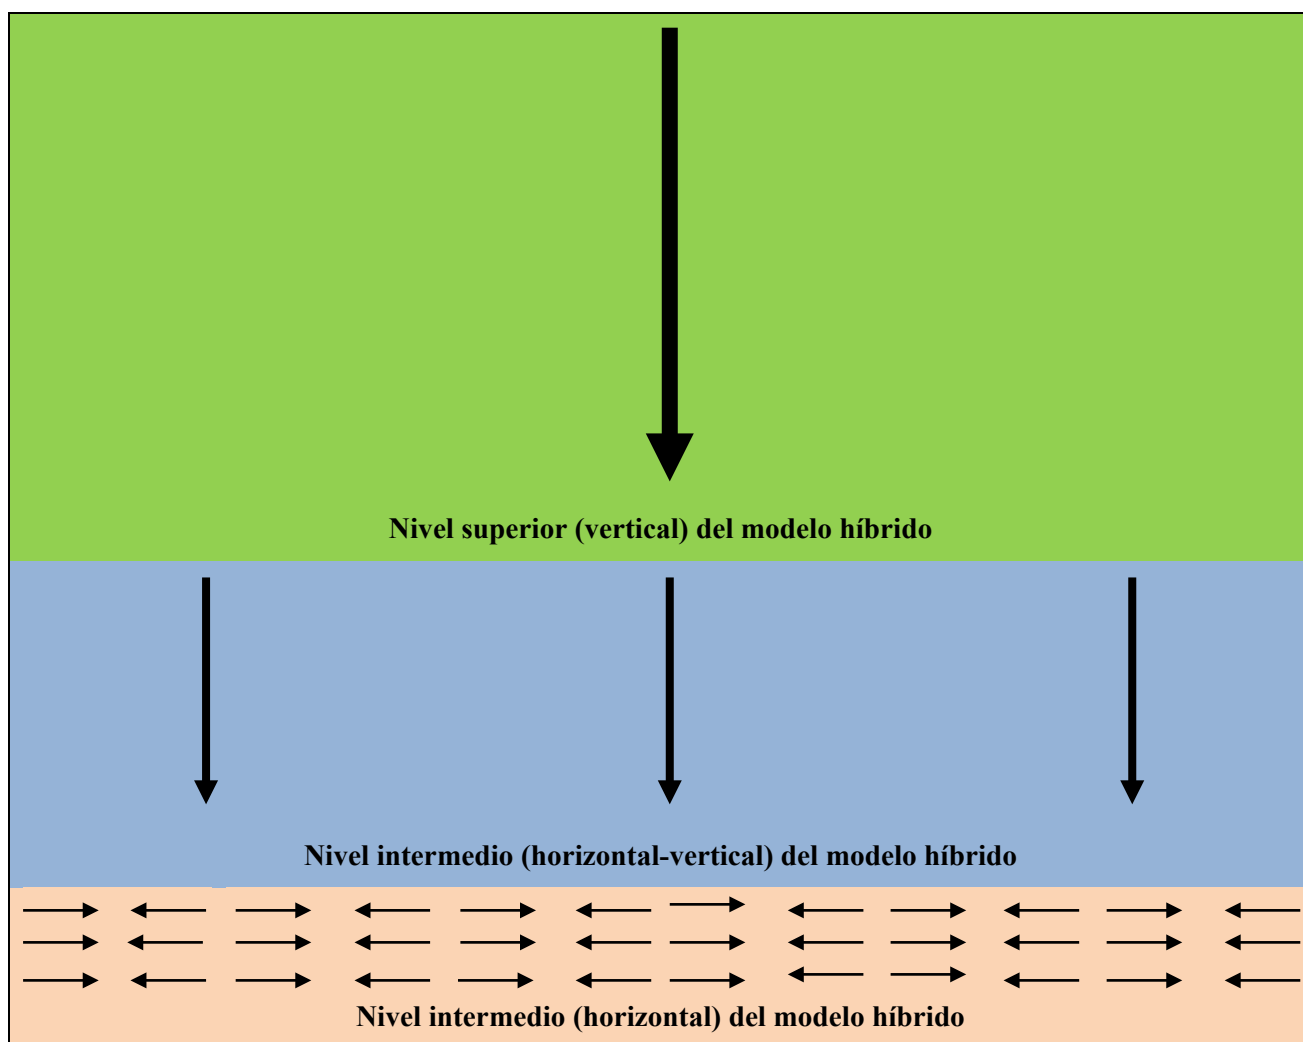 Nivel superior (vertical) del modelo híbrido
Nivel intermedio (horizontal-vertical) del modelo híbrido
Nivel intermedio (horizontal) del modelo híbrido